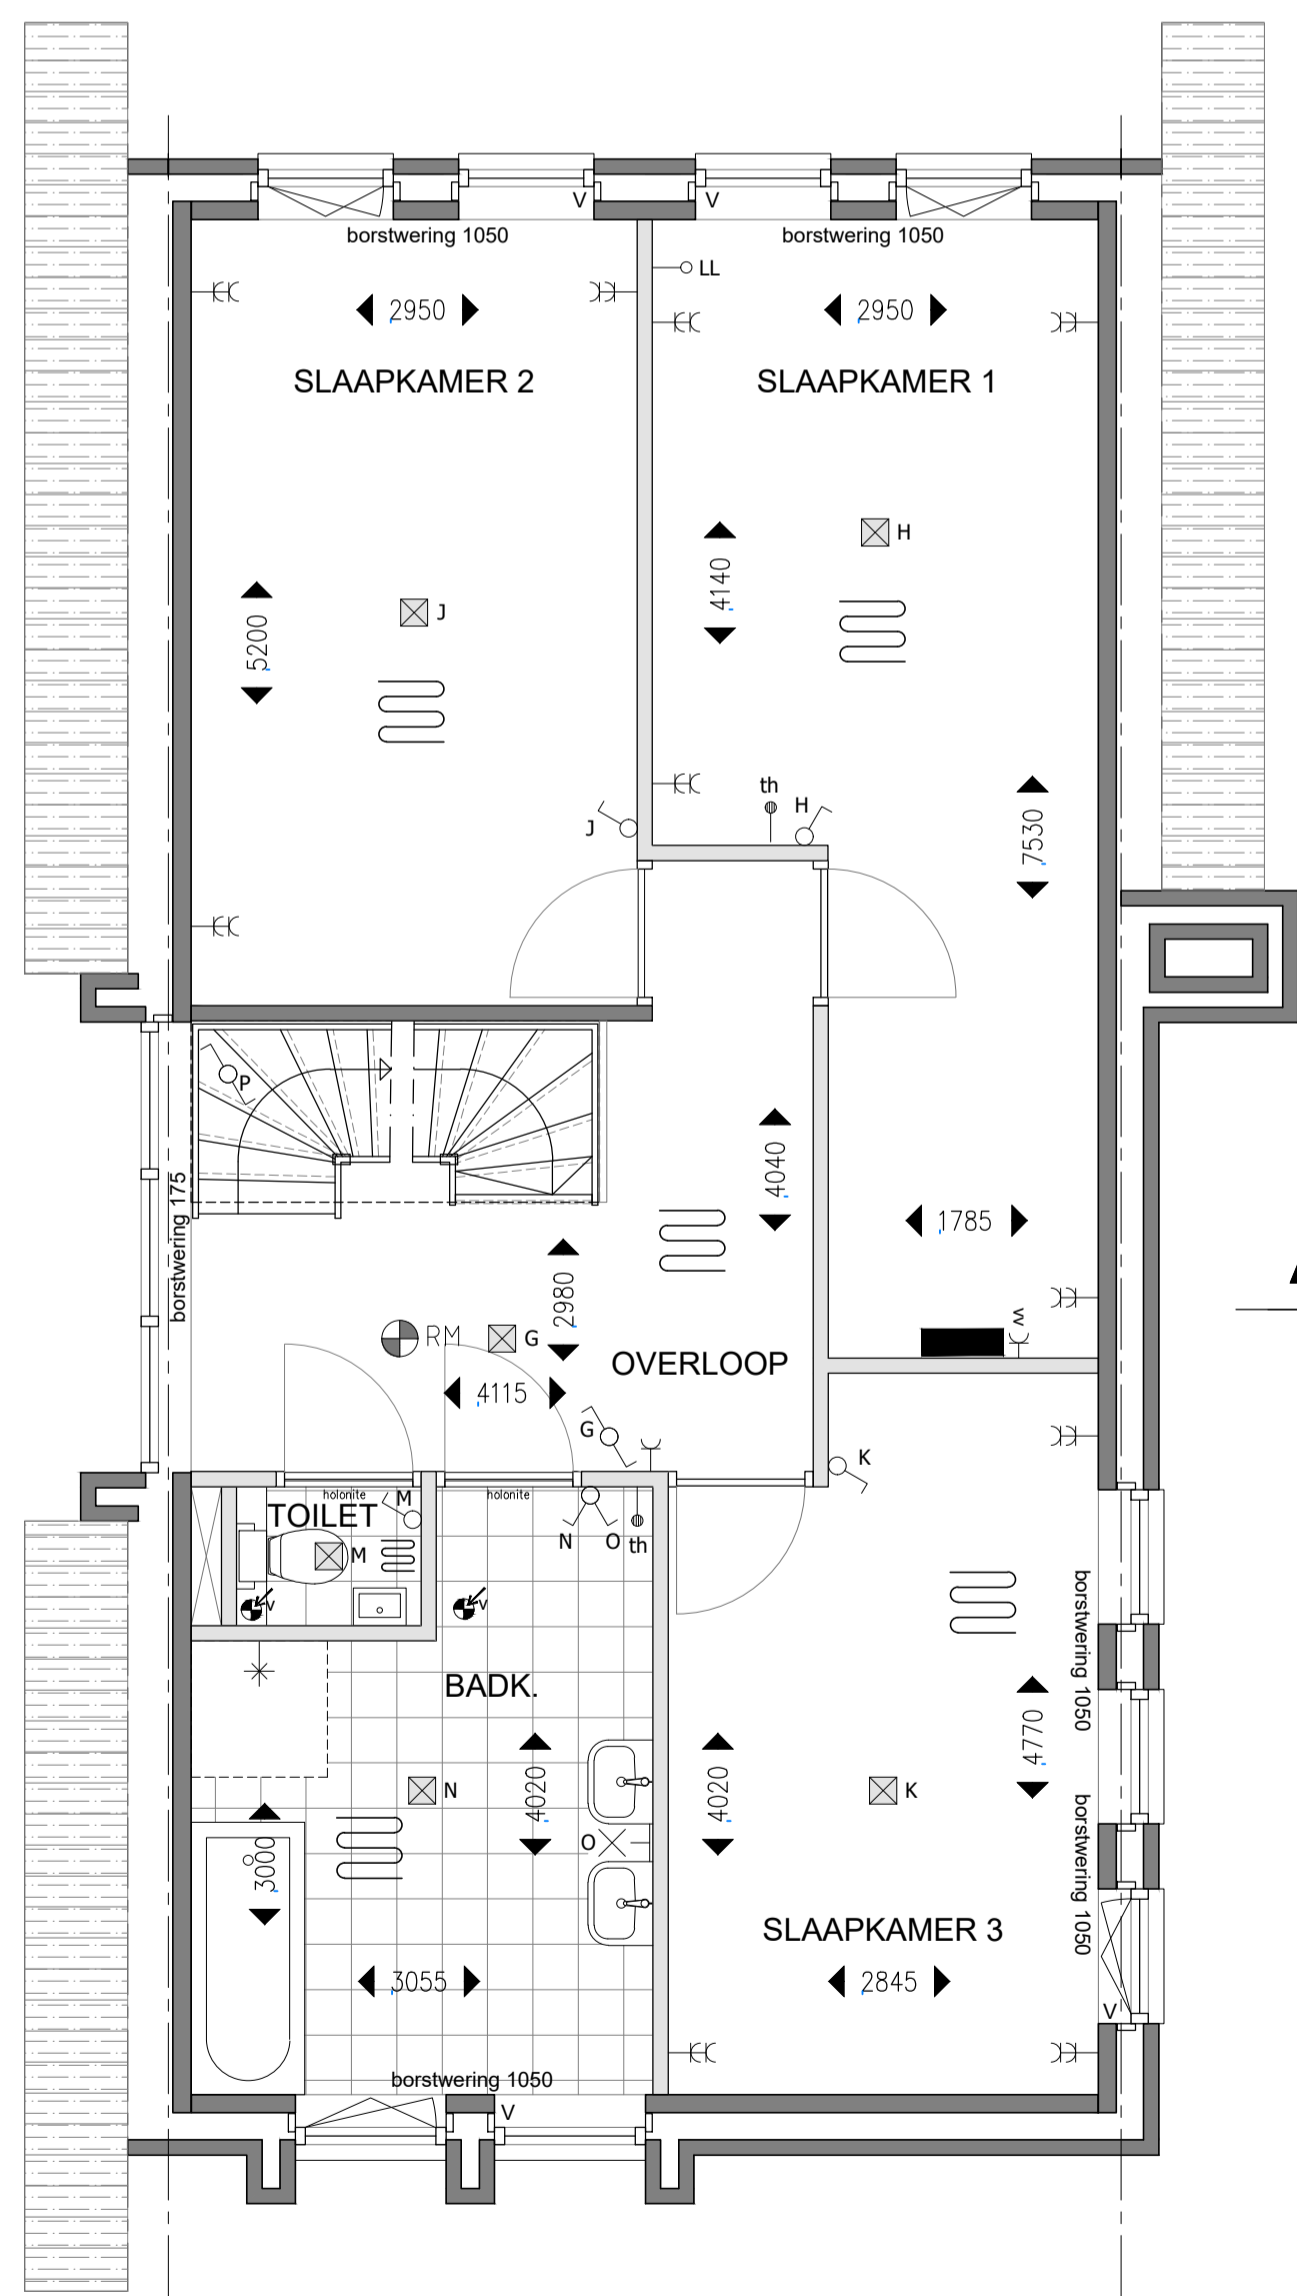 V
V
borstwering 1050
borstwering 1050
LL
2950
2950
SLAAPKAMER 2
SLAAPKAMER 1
H
4140
J
5200
th
H
J
7530
P
4040
borstwering 175
1785
2980
RM
G
w
OVERLOOP
4115
G
K
holonite
holonite
TOILET
M
N
O
th
M
v
v
borstwering 1050
BADK.
4770
N
4020
4020
K
O
3000
borstwering 1050
SLAAPKAMER 3
3055
2845
V
borstwering 1050
V